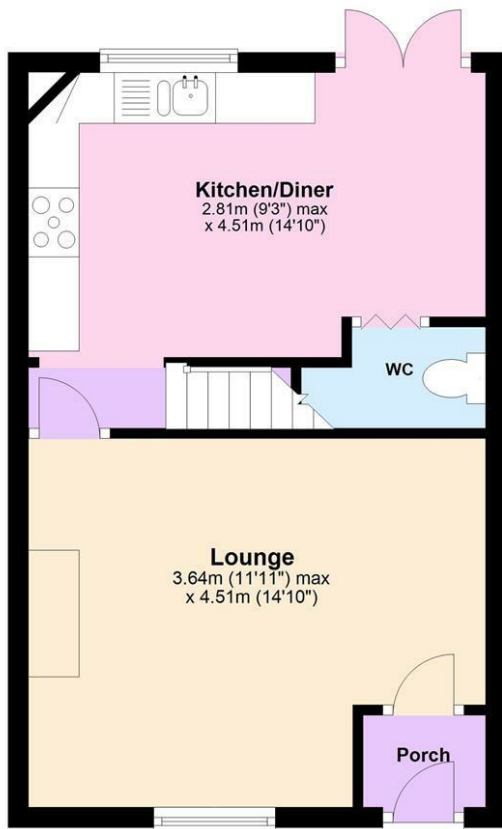 Kitchen/Diner
2.81m (9'3") max
x 4.51m (14'10")
WC
Lounge
3.64m (11'11") max
x 4.51m (14'10")
Porch